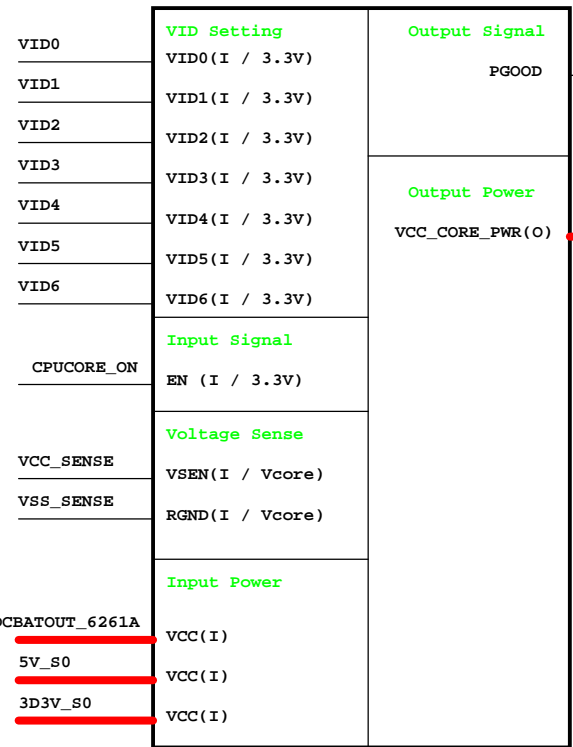 VID0
VID1
VID2
VID3
VID4
VID5
VID6
CPUCORE_ON
VCC_SENSE
VSS_SENSE
DCBATOUT_6261A
5V_S0
3D3V_S0
VID Setting
VID0(I / 3.3V)
VID1(I / 3.3V)
VID2(I / 3.3V)
VID3(I / 3.3V)
VID4(I / 3.3V)
VID5(I / 3.3V)
VID6(I / 3.3V)
Input Signal
EN (I / 3.3V)
Voltage Sense
VSEN(I / Vcore)
RGND(I / Vcore)
Input Power
VCC(I)
VCC(I)
VCC(I)
Output Signal
PGOOD
Output Power
VCC_CORE_PWR(O)